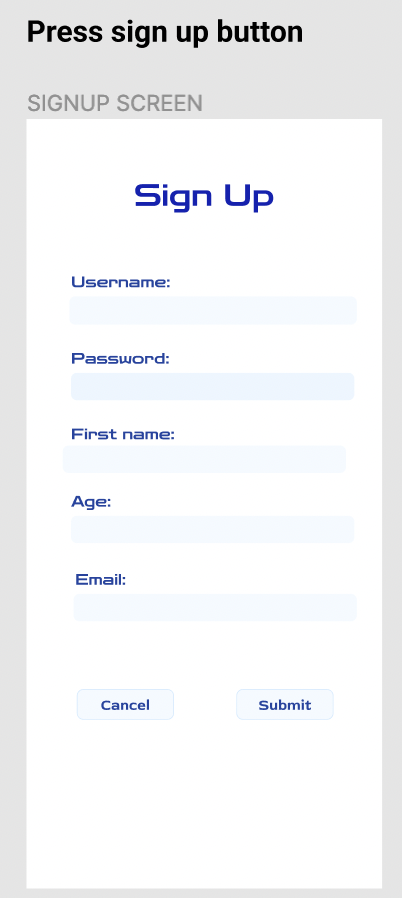 Press sign up button
SIGNUP SCREEN
Sign Up
Username:
Password:
First name:
Age:
Email:
Cancel
Submit